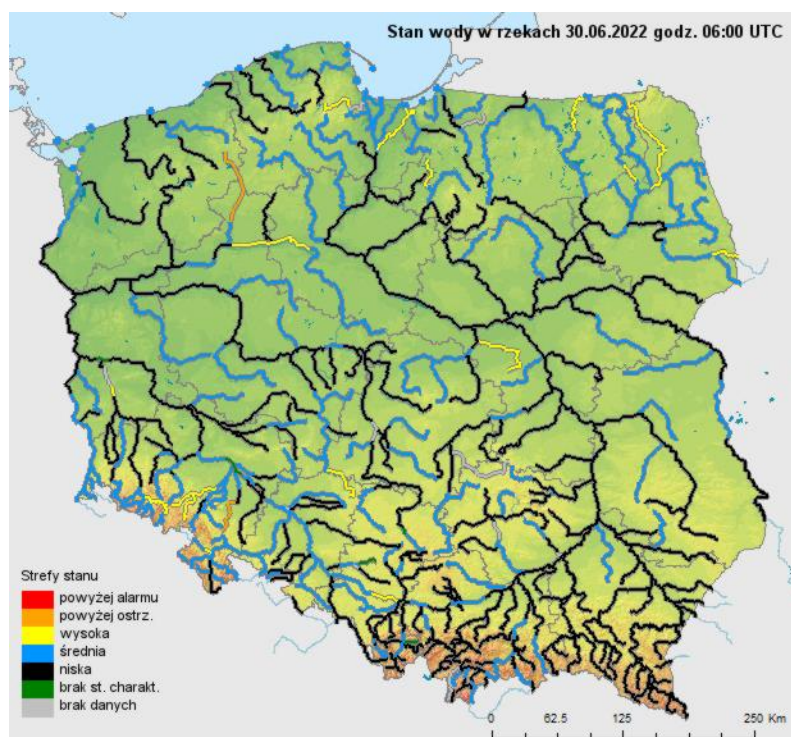 Stan wody w rzekach 30.06.2022 godz. 06:00 UTC
Strefy stanu
powyżej alarmu
powyżej ostrz.
wysoka
średnia
niska
brak st. charakt.
brak danych
0 62.5 125 250 Km